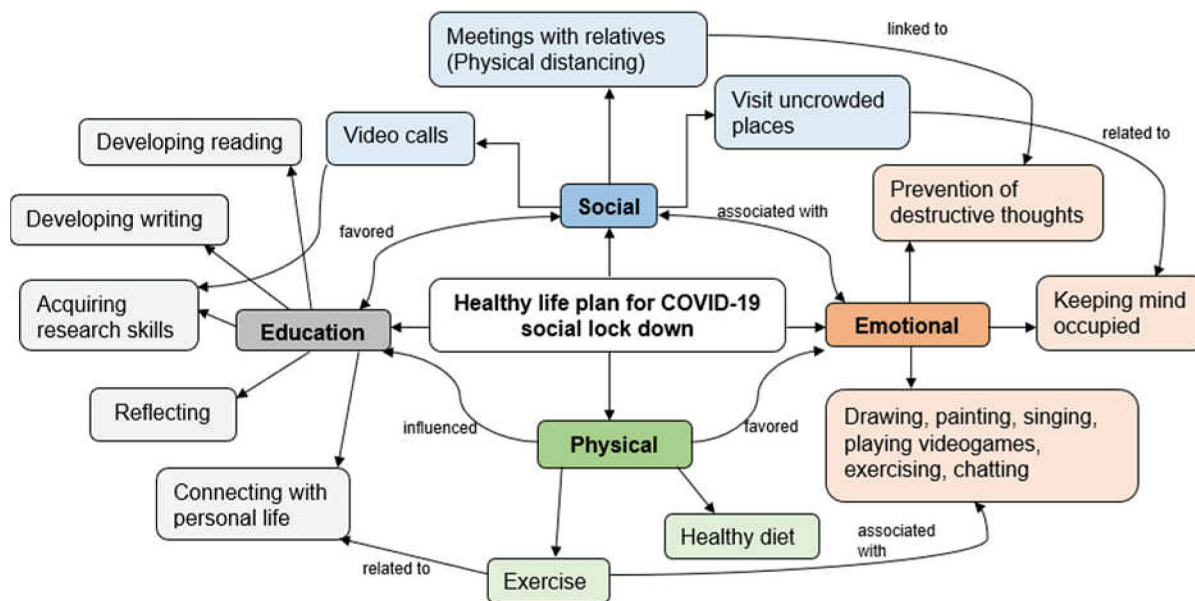 Meetings with relatives
(Physical distancing)
linked to
Visit uncrowded
places
Video calls
Developing reading
related to
Prevention of
destructive thoughts
Developing writing
Social
associated with
favored
Acquiring
research skills
Healthy life plan for COVID-19
social lock down
Keeping mind
occupied
Education
Emotional
Reflecting
influenced
Physical
favored
Drawing, painting, singing,
playing videogames,
exercising, chatting
Connecting with
personal life
Healthy diet
associated
with
related to
Exercise